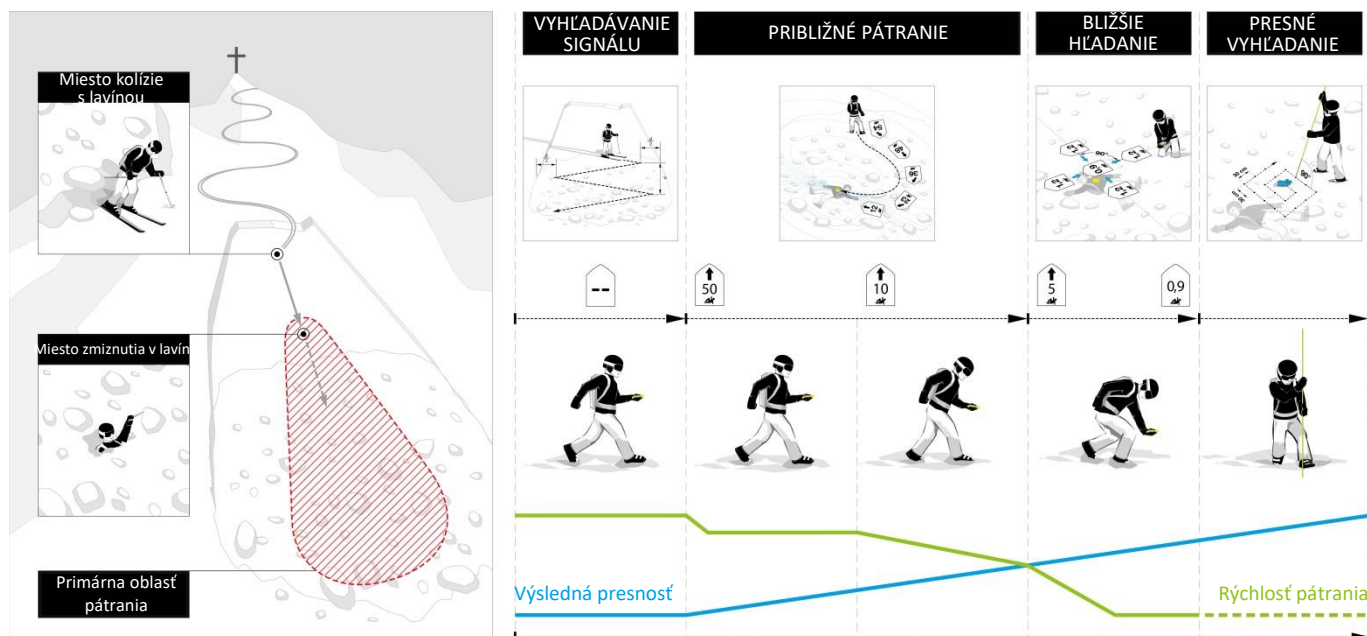 Miesto kolízie
s lavínou
Miesto zmiznutia v lavín
Primárna oblasť
pátrania
VYHĽADÁVANIE
SIGNÁLU
PRIBLIŽNÉ PÁTRANIE
BLIŽŠIE
HĽADANIE
PRESNÉ
VYHĽADANIE
--
50
10
5
0,9
Výsledná presnosť
Rýchlosť pátrania